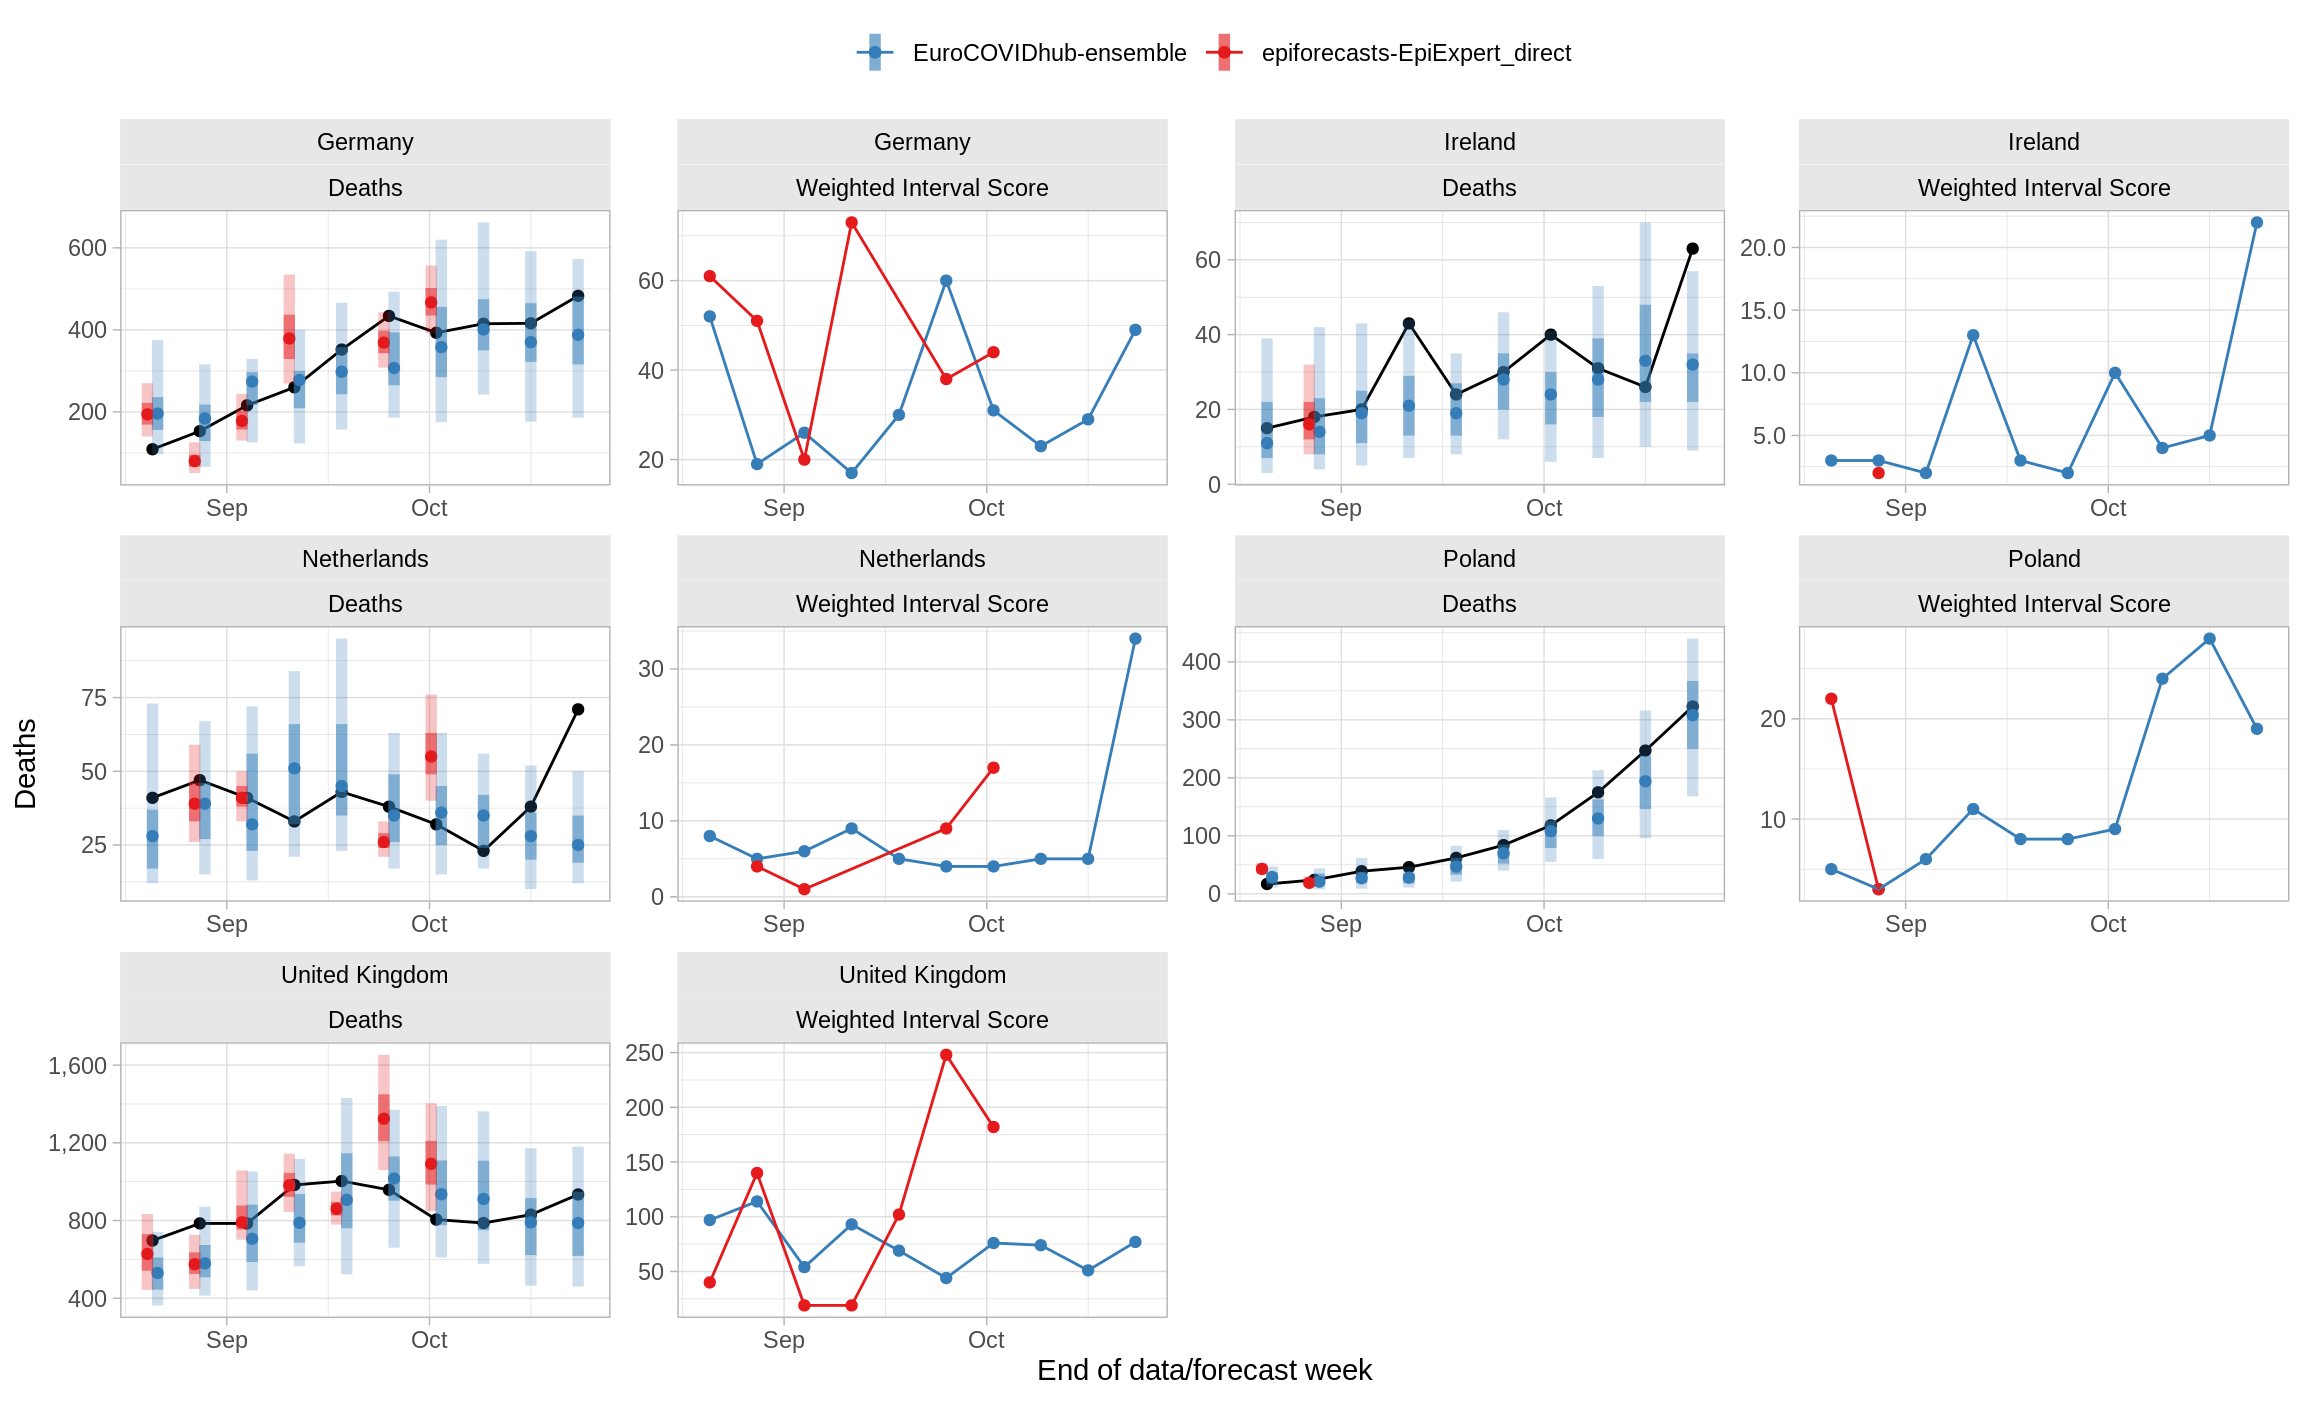 EuroCOVIDhub-ensemble epiforecasts-EpiExpert_direct
Germany Germany Ireland Ireland
Deaths Weighted Interval Score Deaths Weighted Interval Score
600 60 60 20.0
400 40 40 15.0
200 20 20 10.0
0 5.0
Sep Oct Sep Oct Sep Oct Sep Oct
Netherlands Netherlands Poland Poland
Deaths Weighted Interval Score Deaths Weighted Interval Score
75 30 400 20
50 20 300 10
25 10 200
0 100
0
Sep Oct Sep Oct Sep Oct Sep Oct
United Kingdom United Kingdom
Deaths Weighted Interval Score
1,600 250
1,200 200
800 150
400 100
50
Sep Oct Sep Oct
End of data/forecast week
Deaths